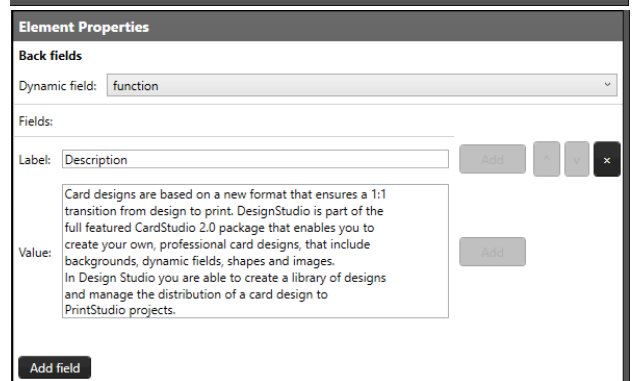 Element Properties
Back fields
Dynamic field: function
Fields:
Label: Description Add ^ v ×
Card designs are based on a new format that ensures a 1:1
transition from design to print. DesignStudio is part of the
full featured CardStudio 2.0 package that enables you to
create your own, professional card designs, that include
Value: backgrounds, dynamic fields, shapes and images. Add
In Design Studio you are able to create a library of designs
and manage the distribution of a card design to
PrintStudio projects.
Add field